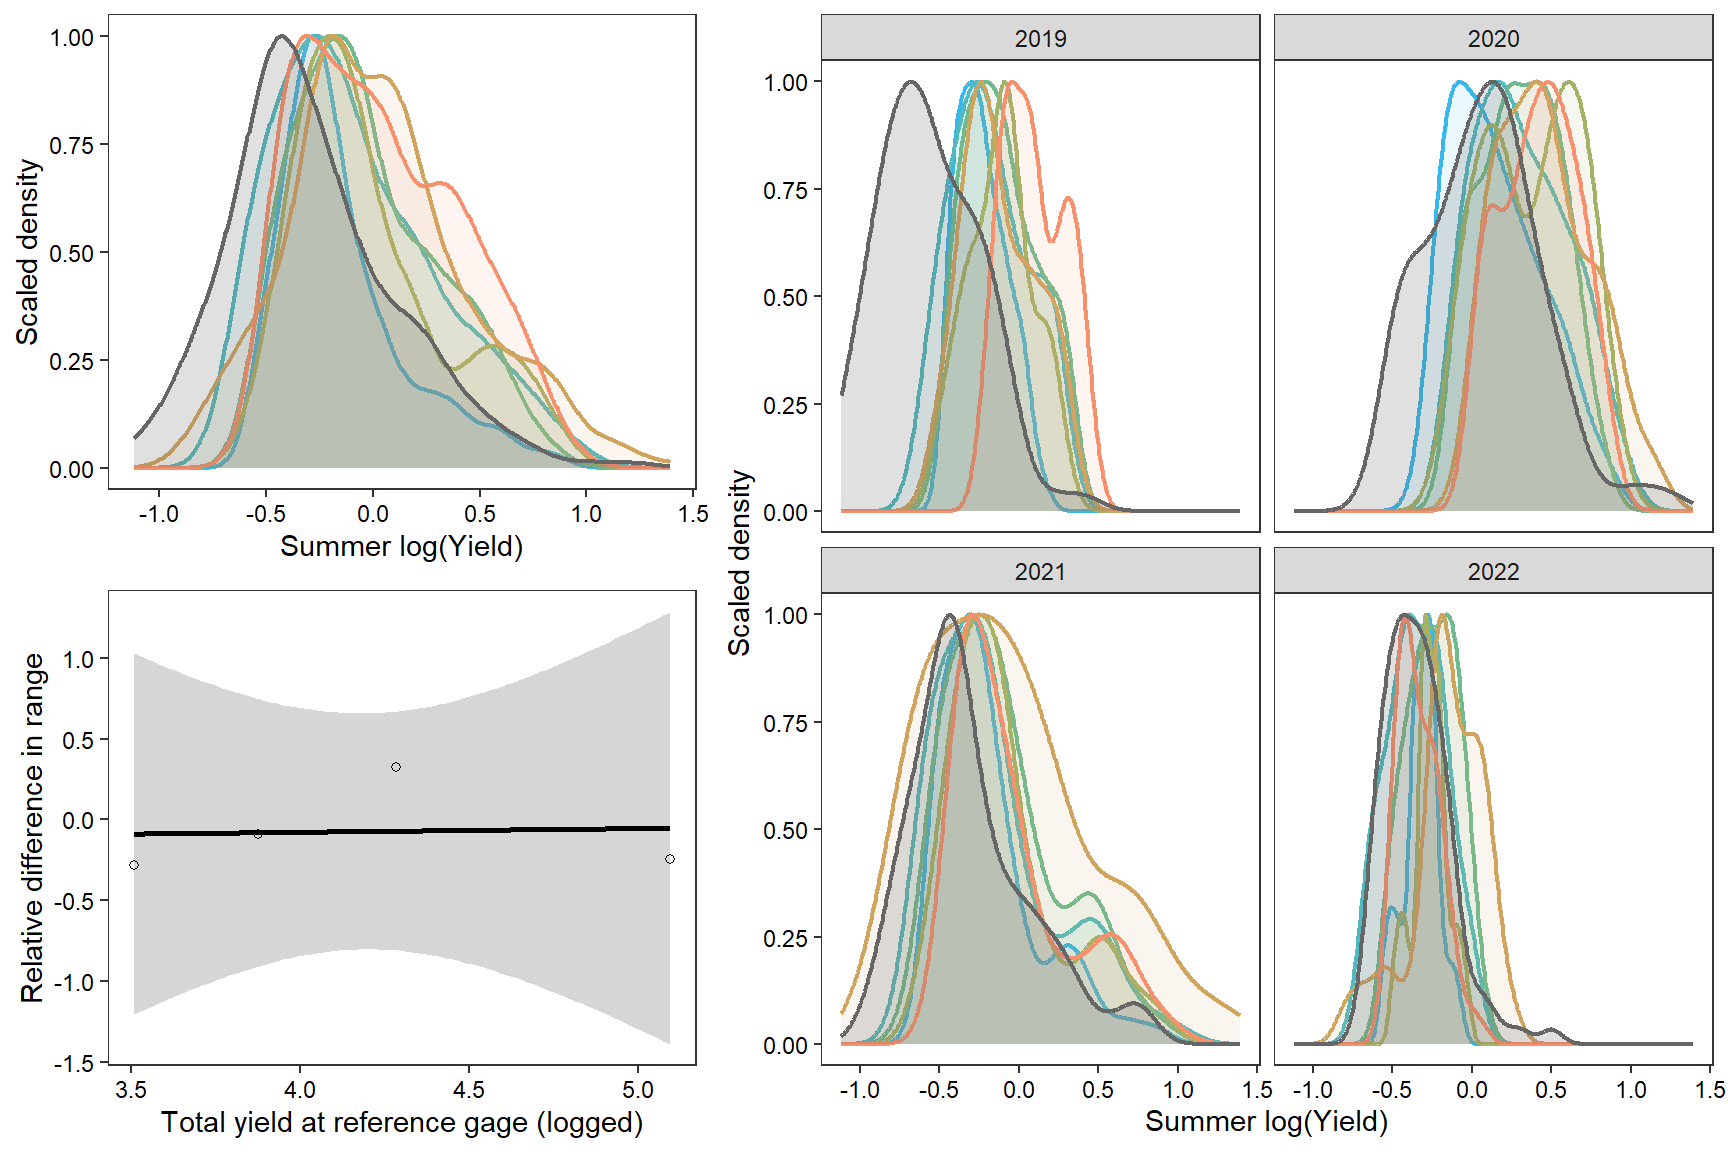 Scaled density
1.00
0.75
0.50
0.25
0.00
-1.0 -0.5 0.0 0.5 1.0 1.5
Summer log(Yield)
Relative difference in range
1.0
0.5
0.0
-0.5
-1.0
-1.5
3.5 4.0 4.5 5.0
Total yield at reference gage (logged)
Scaled density
2019 2020
1.00
0.75
0.50
0.25
0.00
2021 2022
1.00
0.75
0.50
0.25
0.00
-1.0 -0.5 0.0 0.5 1.0 1.5 -1.0 -0.5 0.0 0.5 1.0 1.5
Summer log(Yield)